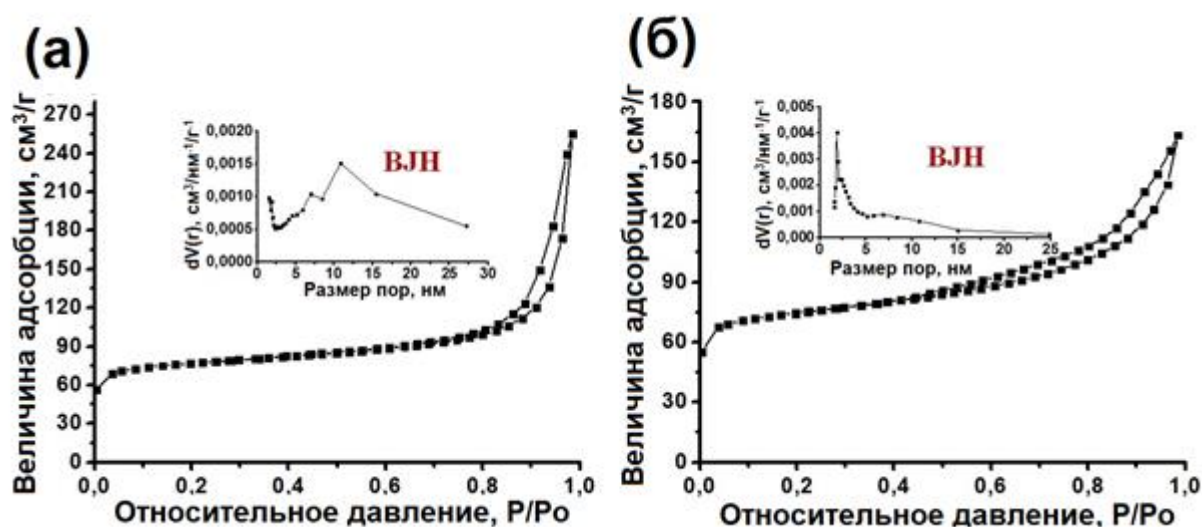 (а)
Величина адсорбции, см³/г
270
240
210
180
150
120
90
60
30
0
0,0 0,2 0,4 0,6 0,8 1,0
Относительное давление, P/Po
dV(r), см³/нм⁻¹/г⁻¹
0,0020
0,0015
0,0010
0,0005
0,0000
0 5 10 15 20 25 30
Размер пор, нм
BJH
(б)
Величина адсорбции, см³/г
180
150
120
90
60
30
0
0,0 0,2 0,4 0,6 0,8 1,0
Относительное давление, P/Po
dV(r), см³/нм⁻¹/г⁻¹
0,005
0,004
0,003
0,002
0,001
0,000
0 5 10 15 20 25
Размер пор, нм
BJH